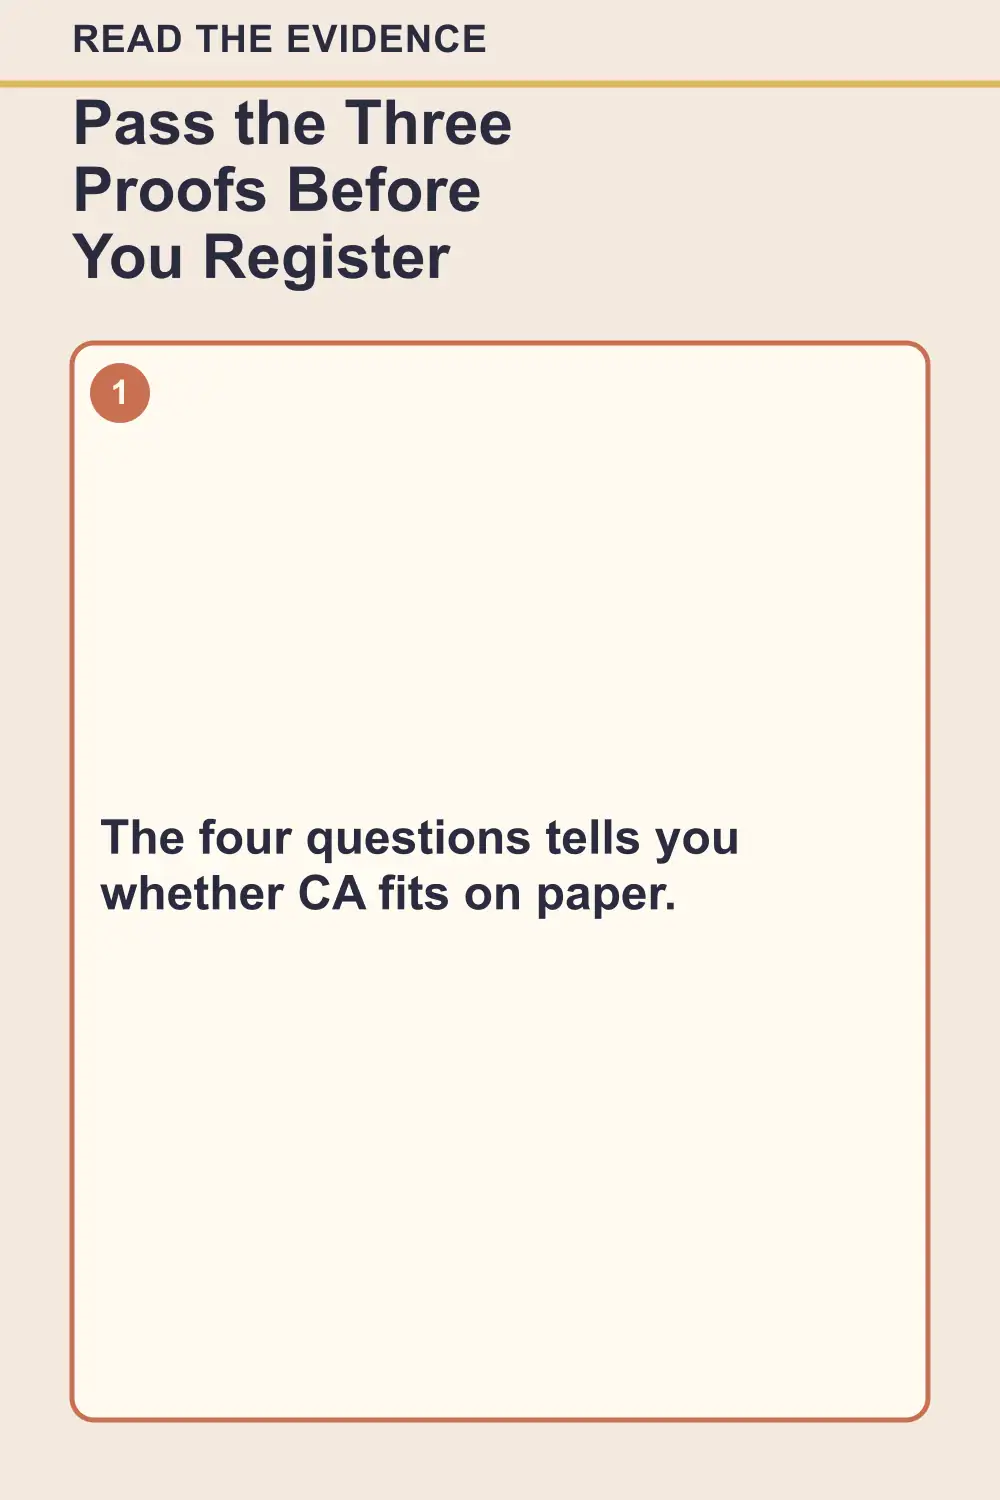 READ THE EVIDENCE
Pass the Three
Proofs Before
You Register
1
The four questions tells you
whether CA fits on paper.